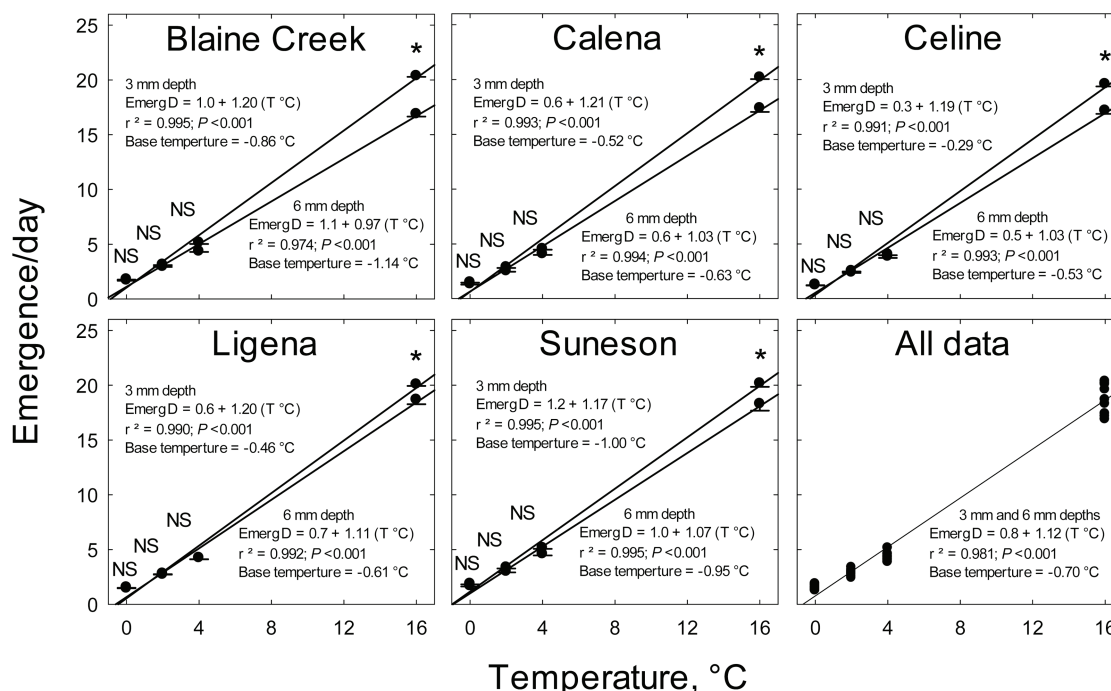 Emergence/day
25
20
15
10
5
0
Blaine Creek
*
3 mm depth
Emerg D = 1.0 + 1.20 (T °C)
r ² = 0.995; P <0.001
Base temperture = -0.86 °C
NS
NS
NS
6 mm depth
Emerg D = 1.1 + 0.97 (T °C)
r ² = 0.974; P <0.001
Base temperture = -1.14 °C
Calena
*
3 mm depth
Emerg D = 0.6 + 1.21 (T °C)
r ² = 0.993; P <0.001
Base temperture = -0.52 °C
NS
NS
NS
6 mm depth
Emerg D = 0.6 + 1.03 (T °C)
r ² = 0.994; P <0.001
Base temperture = -0.63 °C
Celine
*
3 mm depth
Emerg D = 0.3 + 1.19 (T °C)
r ² = 0.991; P <0.001
Base temperture = -0.29 °C
NS
NS
NS
6 mm depth
Emerg D = 0.5 + 1.03 (T °C)
r ² = 0.993; P <0.001
Base temperture = -0.53 °C
25
20
15
10
5
0
Ligena
*
3 mm depth
Emerg D = 0.6 + 1.20 (T °C)
r ² = 0.990; P <0.001
Base temperture = -0.46 °C
NS
NS
NS
6 mm depth
Emerg D = 0.7 + 1.11 (T °C)
r ² = 0.992; P <0.001
Base temperture = -0.61 °C
0 4 8 12 16
Suneson
*
3 mm depth
Emerg D = 1.2 + 1.17 (T °C)
r ² = 0.995; P <0.001
Base temperture = -1.00 °C
NS
NS
NS
6 mm depth
Emerg D = 1.0 + 1.07 (T °C)
r ² = 0.995; P <0.001
Base temperture = -0.95 °C
0 4 8 12 16
All data
3 mm and 6 mm depths
Emerg D = 0.8 + 1.12 (T °C)
r ² = 0.981; P <0.001
Base temperture = -0.70 °C
0 4 8 12 16
Temperature, °C